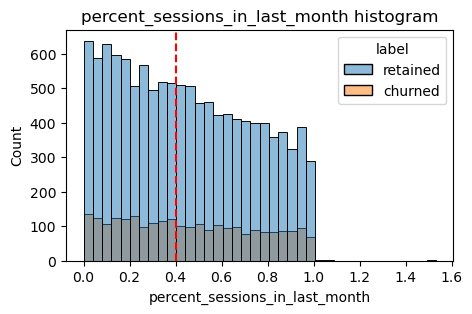 percent_sessions_in_last_month histogram
label
retained
churned
Count
600
500
400
300
200
100
0
0.0 0.2 0.4 0.6 0.8 1.0 1.2 1.4 1.6
percent_sessions_in_last_month